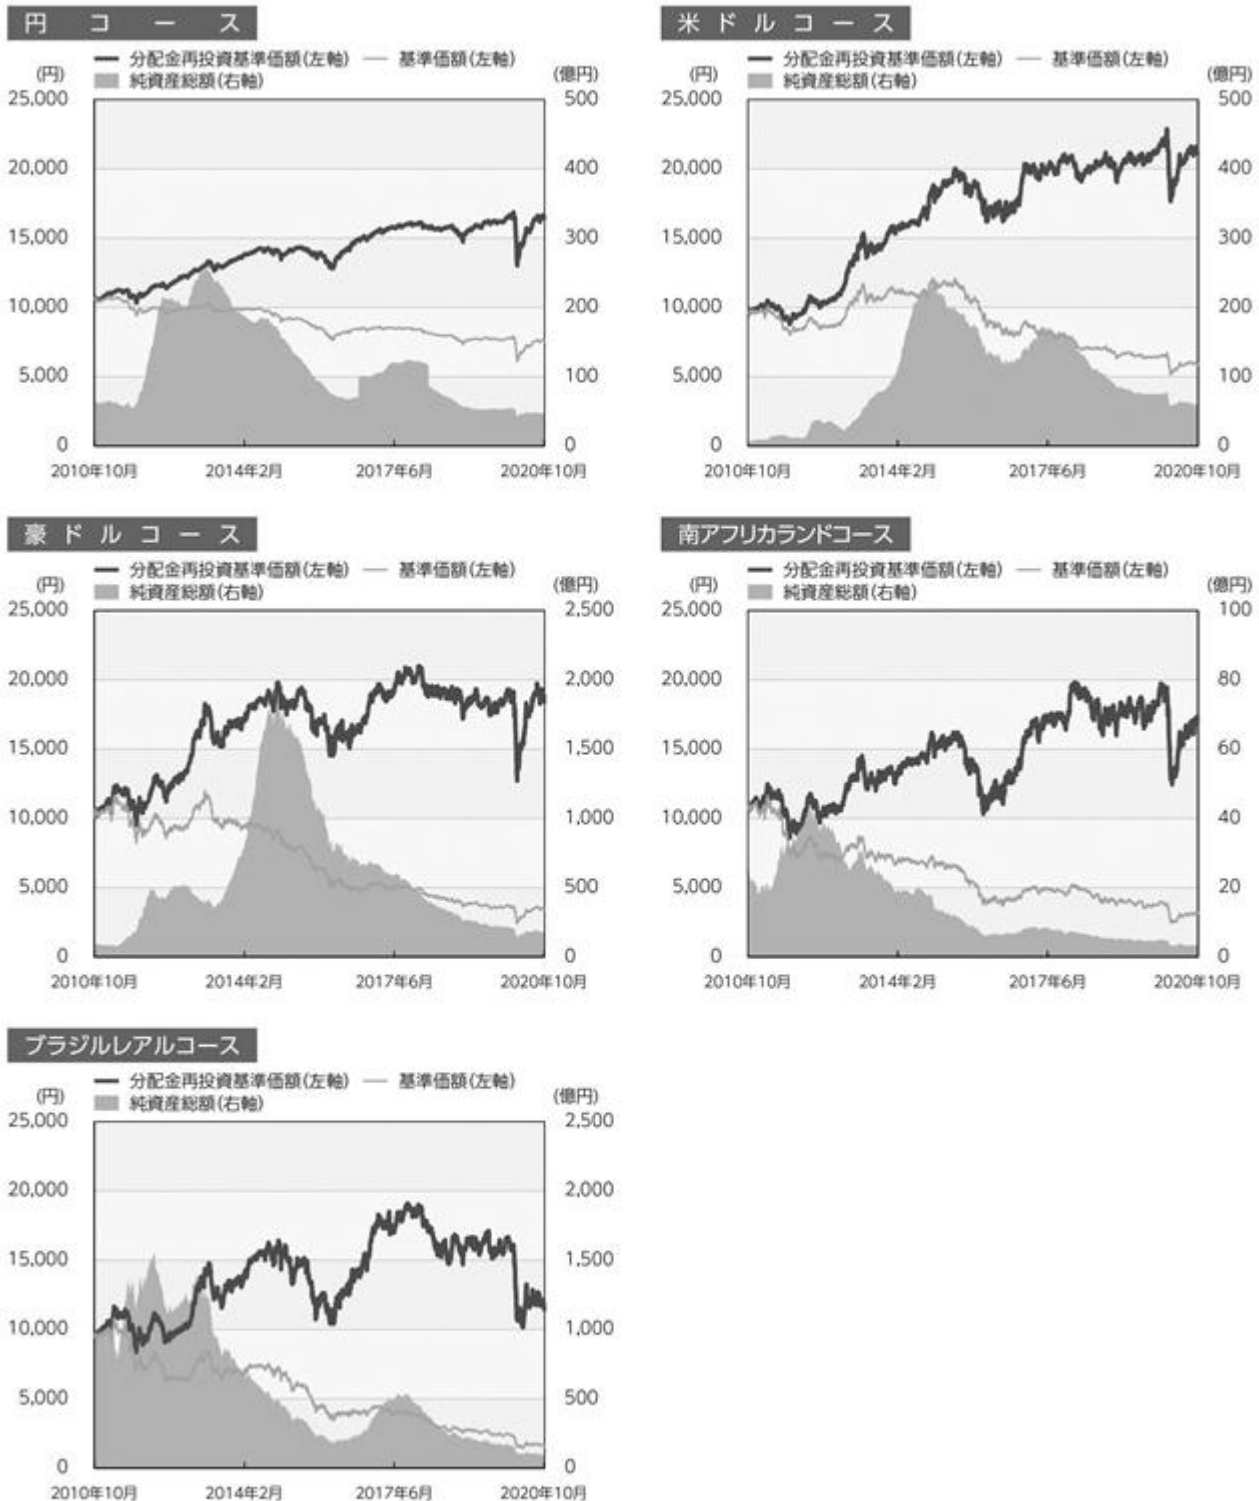 円コース
分配金再投資基準価額(左軸) 基準価額(左軸)
(円) 純資産総額(右軸) (億円)
25,000 500
20,000 400
15,000 300
10,000 200
5,000 100
0 0
2010年10月 2014年2月 2017年6月 2020年10月
米ドルコース
分配金再投資基準価額(左軸) 基準価額(左軸)
(円) 純資産総額(右軸) (億円)
25,000 500
20,000 400
15,000 300
10,000 200
5,000 100
0 0
2010年10月 2014年2月 2017年6月 2020年10月
豪ドルコース
分配金再投資基準価額(左軸) 基準価額(左軸)
(円) 純資産総額(右軸) (億円)
25,000 2,500
20,000 2,000
15,000 1,500
10,000 1,000
5,000 500
0 0
2010年10月 2014年2月 2017年6月 2020年10月
南アフリカランドコース
分配金再投資基準価額(左軸) 基準価額(左軸)
(円) 純資産総額(右軸) (億円)
25,000 100
20,000 80
15,000 60
10,000 40
5,000 20
0 0
2010年10月 2014年2月 2017年6月 2020年10月
ブラジルレアルコース
分配金再投資基準価額(左軸) 基準価額(左軸)
(円) 純資産総額(右軸) (億円)
25,000 2,500
20,000 2,000
15,000 1,500
10,000 1,000
5,000 500
0 0
2010年10月 2014年2月 2017年6月 2020年10月